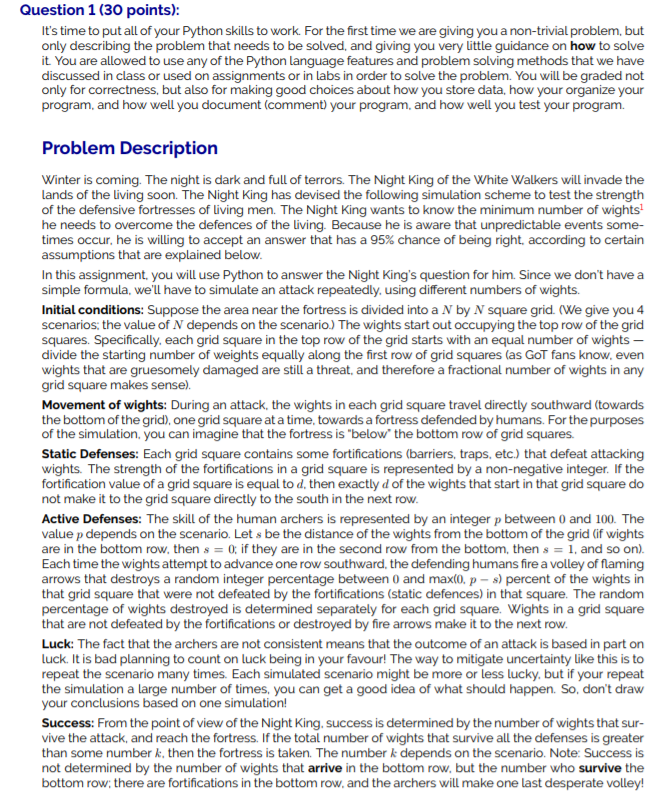 Question 1 (30 points):
It's time to put all of your Python skills to work. For the first time we are giving you a non-trivial problem, but
only describing the problem that needs to be solved, and giving you very little guidance on how to solve
it. You are allowed to use any of the Python language features and problem solving methods that we have
discussed in class or used on assignments or in labs in order to solve the problem. You will be graded not
only for correctness, but also for making good choices about how you store data, how your organize your
program, and how well you document (comment) your program, and how well you test your program.
Problem Description
Winter is coming. The night is dark and full of terrors. The Night King of the White Walkers will invade the
lands of the living soon. The Night King has devised the following simulation scheme to test the strength
of the defensive fortresses of living men. The Night King wants to know the minimum number of wights¹
he needs to overcome the defences of the living. Because he is aware that unpredictable events some-
times occur, he is willing to accept an answer that has a 95% chance of being right, according to certain
assumptions that are explained below.
In this assignment, you will use Python to answer the Night King's question for him. Since we don't have a
simple formula, we'll have to simulate an attack repeatedly, using different numbers of wights.
Initial conditions: Suppose the area near the fortress is divided into a N by N square grid. (We give you 4
scenarios; the value of N depends on the scenario.) The wights start out occupying the top row of the grid
squares. Specifically, each grid square in the top row of the grid starts with an equal number of wights —
divide the starting number of weights equally along the first row of grid squares (as GoT fans know, even
wights that are gruesomely damaged are still a threat, and therefore a fractional number of wights in any
grid square makes sense).
Movement of wights: During an attack, the wights in each grid square travel directly southward (towards
the bottom of the grid), one grid square at a time, towards a fortress defended by humans. For the purposes
of the simulation, you can imagine that the fortress is "below" the bottom row of grid squares.
Static Defenses: Each grid square contains some fortifications (barriers, traps, etc.) that defeat attacking
wights. The strength of the fortifications in a grid square is represented by a non-negative integer. If the
fortification value of a grid square is equal to d, then exactly d of the wights that start in that grid square do
not make it to the grid square directly to the south in the next row.
Active Defenses: The skill of the human archers is represented by an integer p between 0 and 100. The
value p depends on the scenario. Let s be the distance of the wights from the bottom of the grid (if wights
are in the bottom row, then s = 0; if they are in the second row from the bottom, then s = 1, and so on).
Each time the wights attempt to advance one row southward, the defending humans fire a volley of flaming
arrows that destroys a random integer percentage between 0 and max(0, p − s) percent of the wights in
that grid square that were not defeated by the fortifications (static defences) in that square. The random
percentage of wights destroyed is determined separately for each grid square. Wights in a grid square
that are not defeated by the fortifications or destroyed by fire arrows make it to the next row.
Luck: The fact that the archers are not consistent means that the outcome of an attack is based in part on
luck. It is bad planning to count on luck being in your favour! The way to mitigate uncertainty like this is to
repeat the scenario many times. Each simulated scenario might be more or less lucky, but if your repeat
the simulation a large number of times, you can get a good idea of what should happen. So, don't draw
your conclusions based on one simulation!
Success: From the point of view of the Night King, success is determined by the number of wights that sur-
vive the attack, and reach the fortress. If the total number of wights that survive all the defenses is greater
than some number k, then the fortress is taken. The number k depends on the scenario. Note: Success is
not determined by the number of wights that arrive in the bottom row, but the number who survive the
bottom row; there are fortifications in the bottom row, and the archers will make one last desperate volley!